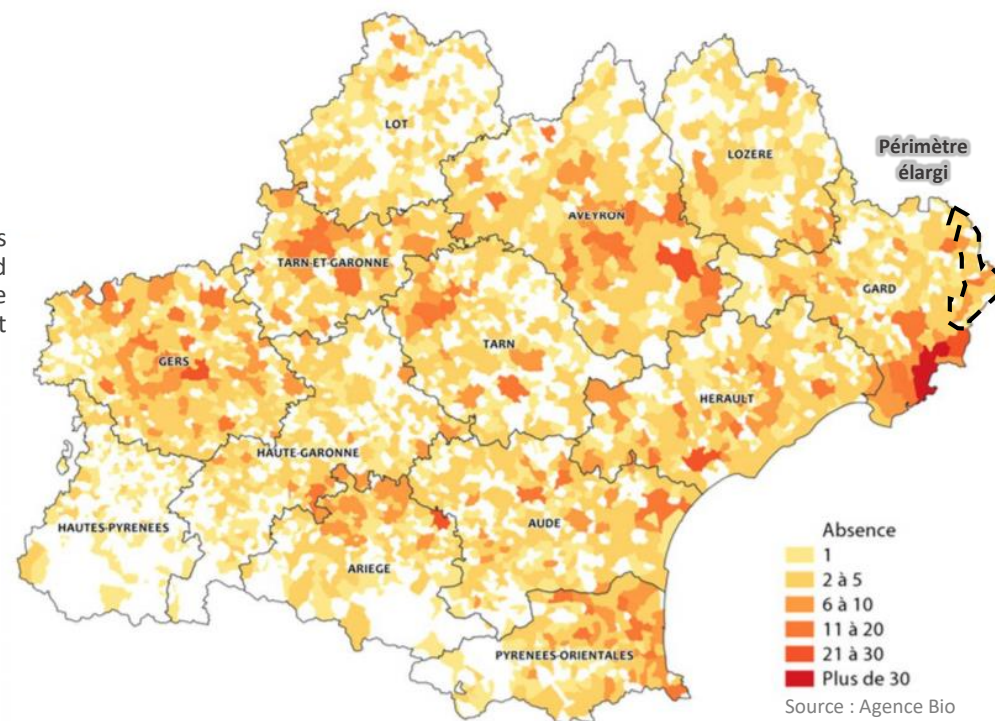 LOT
LOZERE
Périmètre
élargi
AVEYRON
s
d
e
t
TARN-ET-GARONNE
GARD
TARN
GERS
HERAULT
HAUTE-GARONNE
HAUTES-PYRENEES
AUDE
ARIEGE
PYRENEES-ORIENTALES
Absence
1
2 à 5
6 à 10
11 à 20
21 à 30
Plus de 30
Source : Agence Bio